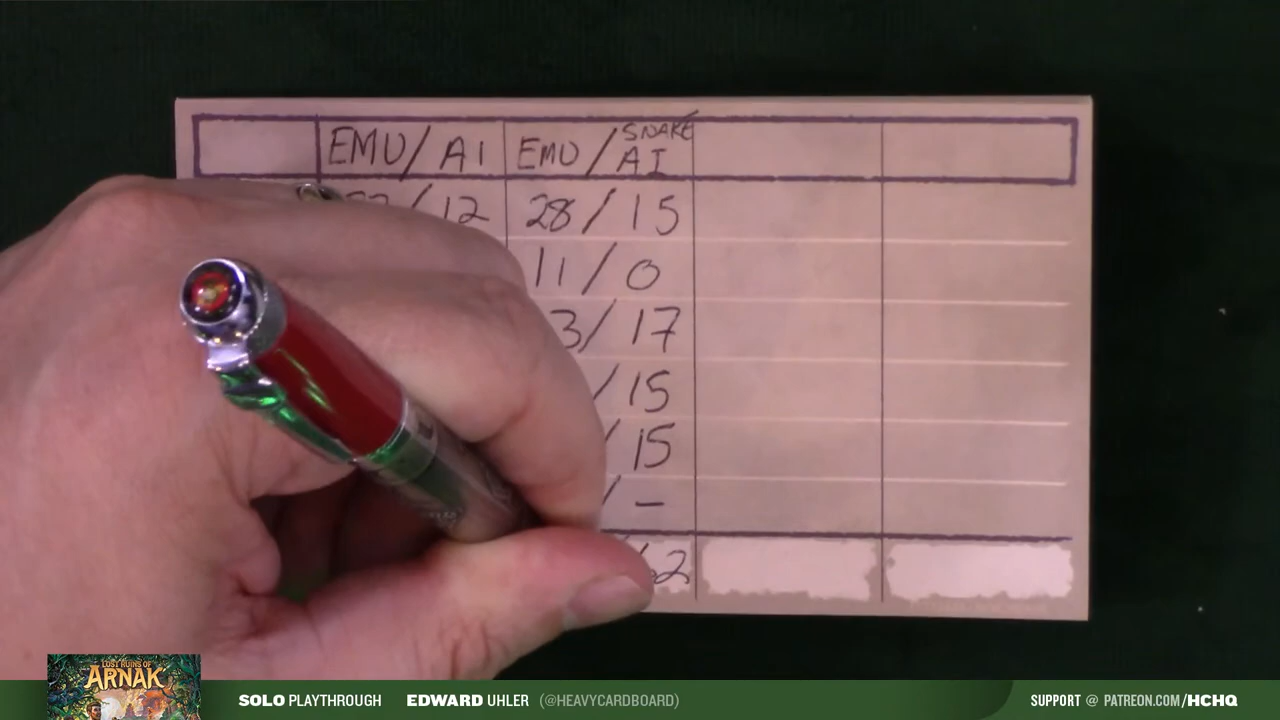 EMU/ AI EMU / SNAKE AI
/ 12 28 / 15
11 / 0
3/ 17
/ 15
/ 15
/ -
62
LOST RUINS OF
ARNAK
SOLO PLAYTHROUGH EDWARD UHLER (@HEAVYCARDBOARD) SUPPORT @ PATREON.COM/HCHQ